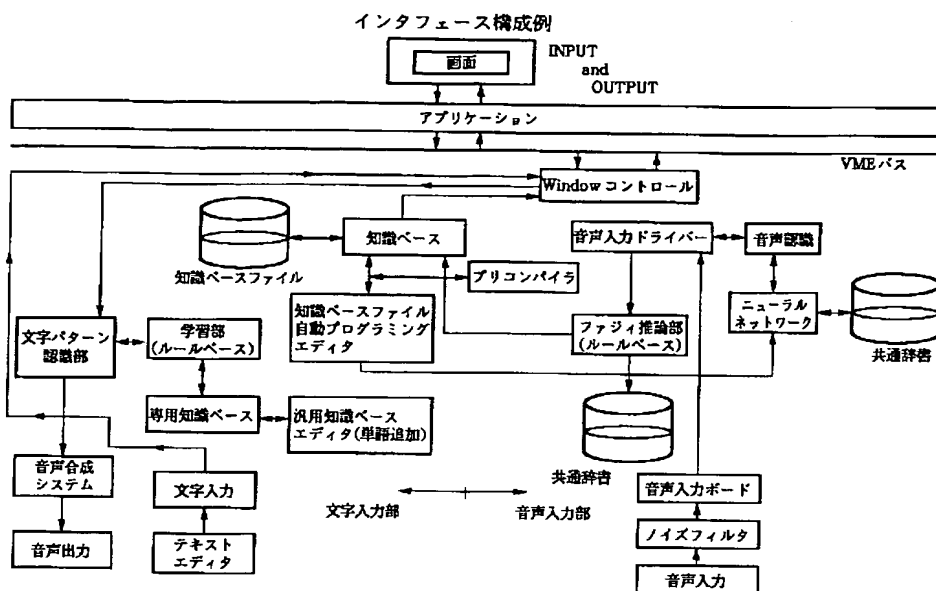 インタフェース構成例
画面
INPUT
and
OUTPUT
アプリケーション
VMEバス
Windowコントロール
知識ベース
音声入力ドライバー
音声認識
知識ベースファイル
プリコンパイラ
知識ベースファイル
自動プログラミング
エディタ
ファジィ推論部
(ルールベース)
ニューラル
ネットワーク
共通辞書
文字パターン
認識部
学習部
(ルールベース)
専用知識ベース
汎用知識ベース
エディタ(単語追加)
共通辞書
音声合成
システム
文字入力
文字入力部
音声入力部
音声入力ボード
音声出力
テキスト
エディタ
ノイズフィルタ
音声入力